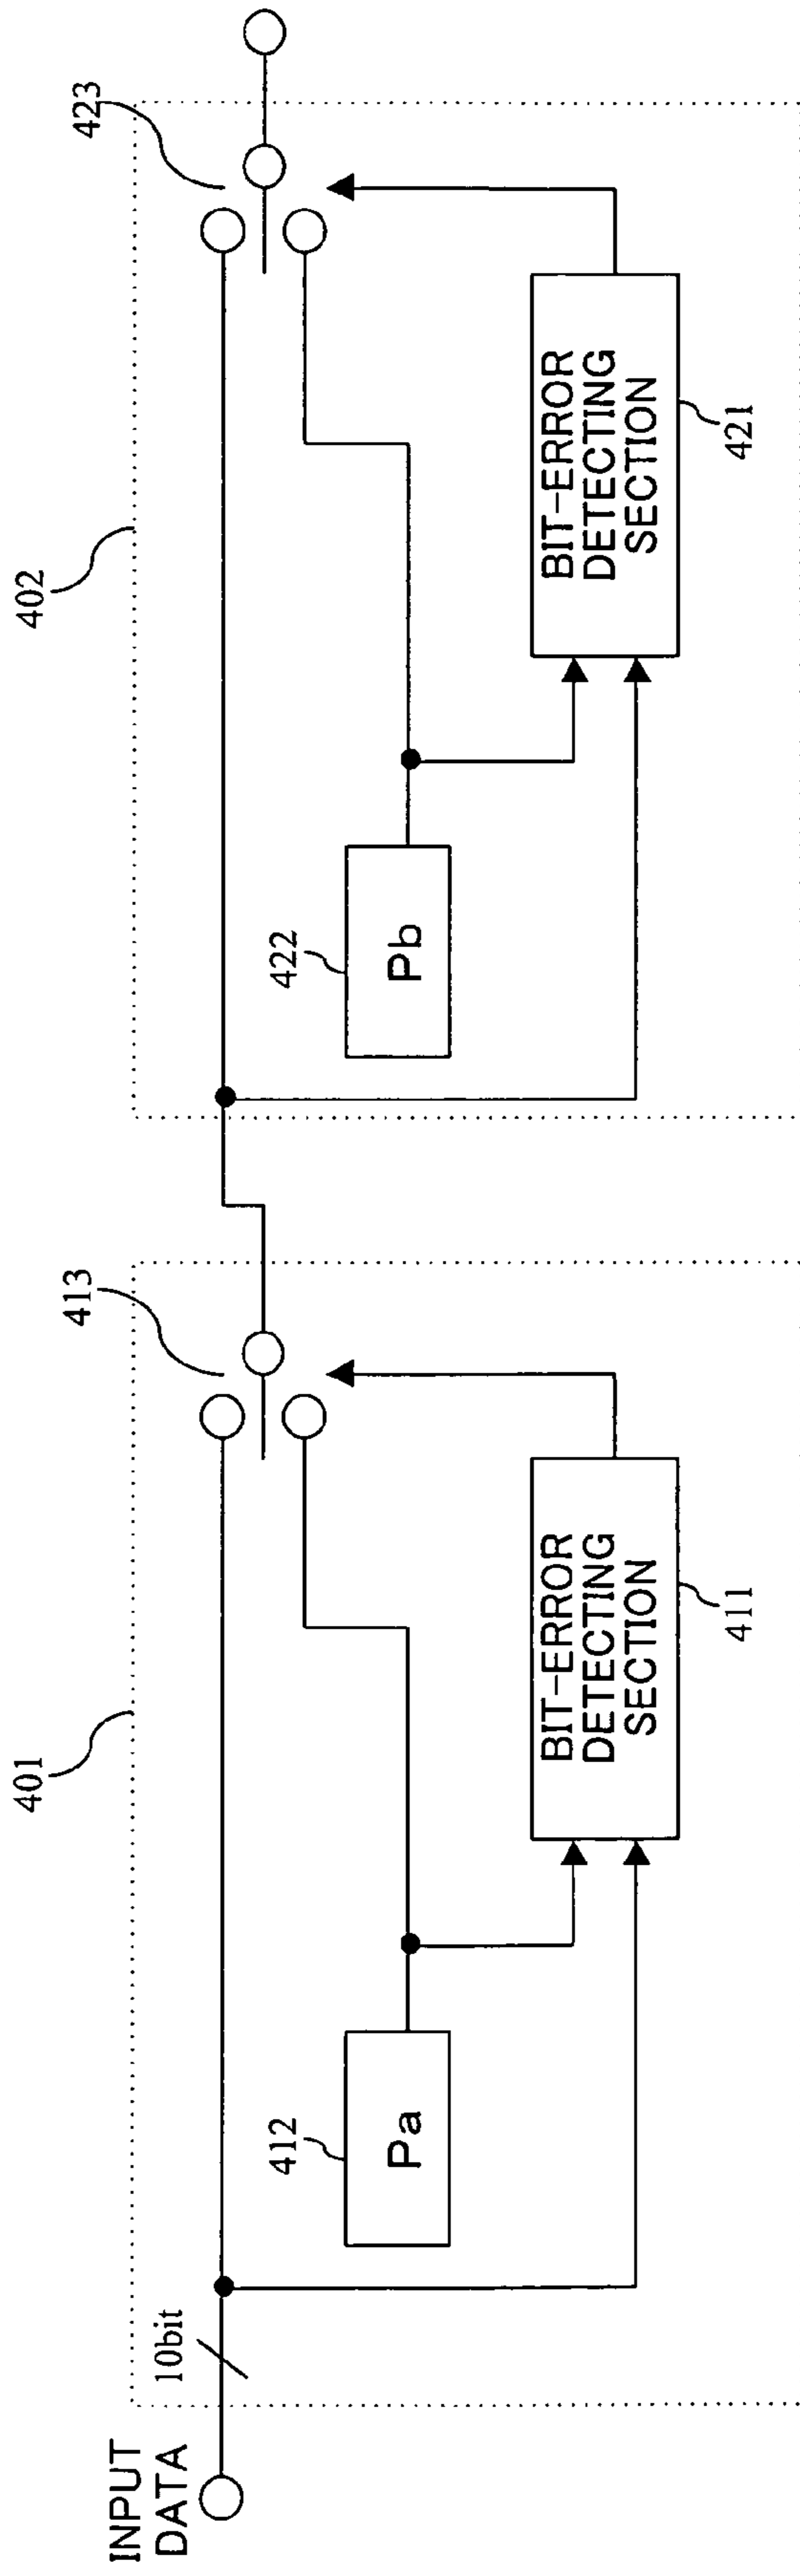 INPUT
DATA
10bit
401
412
Pa
413
BIT-ERROR
DETECTING
SECTION
411
402
422
Pb
423
BIT-ERROR
DETECTING
SECTION
421